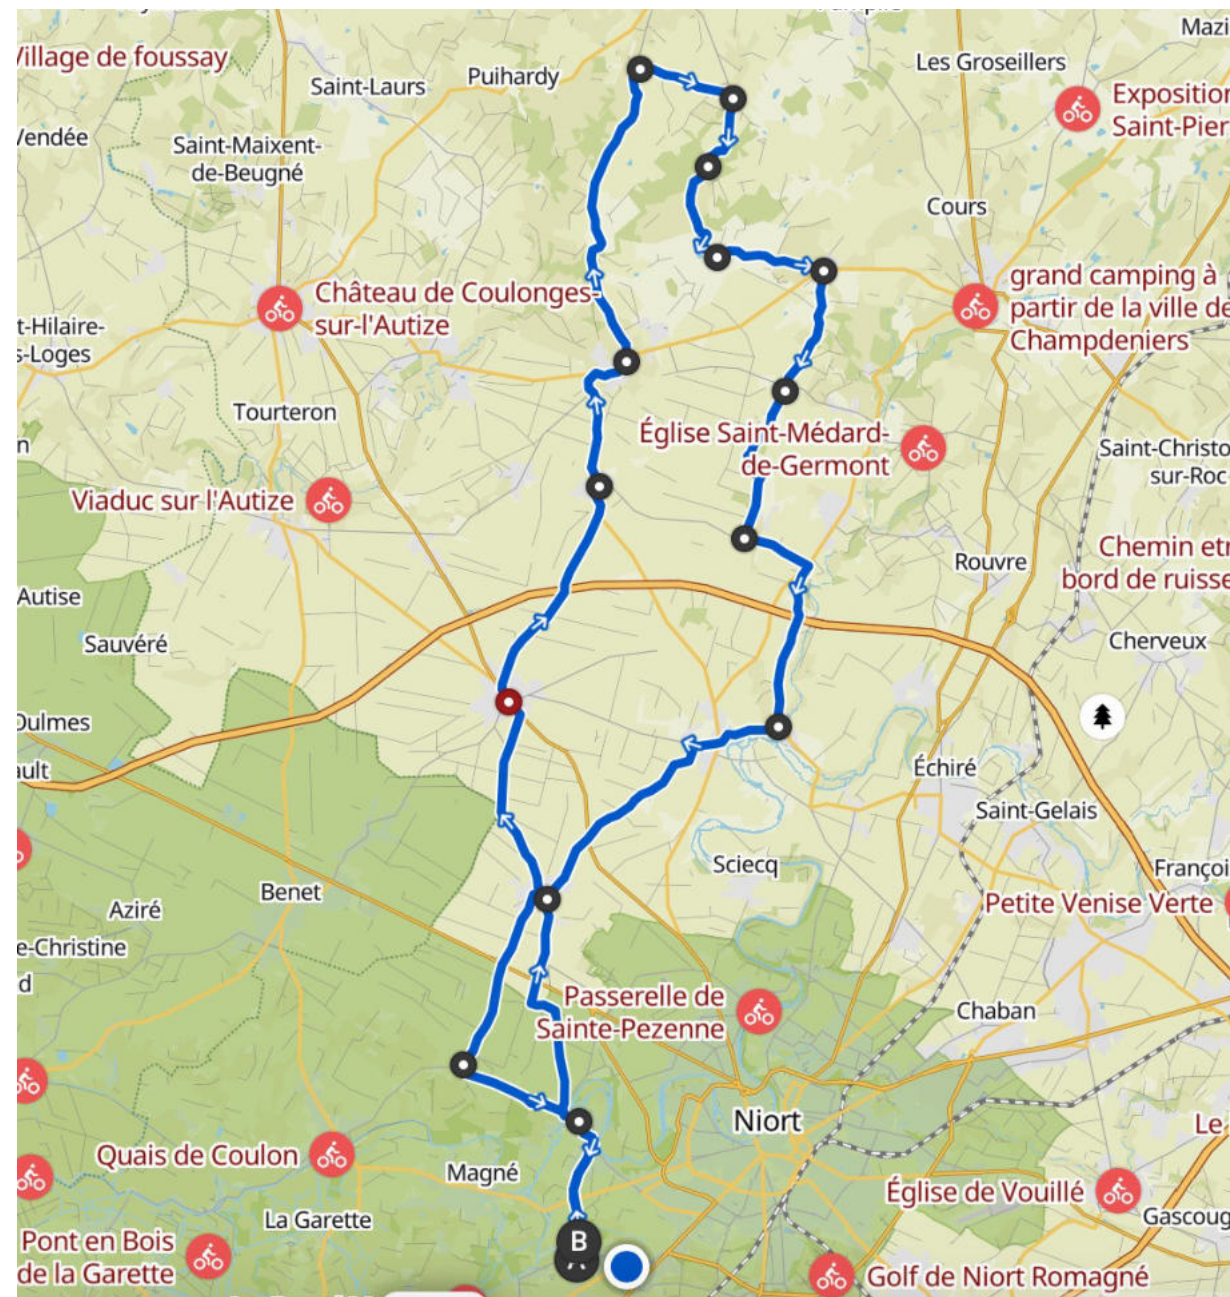 Mazi
Les Groseillers
Village de foussay
Puihardy
Saint-Laurs
Exposition
Saint-Pier
Vendée
Saint-Maixent-
de-Beugné
Cours
grand camping à
partir de la ville de
Champdeniers
Château de Coulonges-
sur-l'Autize
t-Hilaire-
s-Loges
Tourteron
Église Saint-Médard-
de-Germont
n
Saint-Christo
sur-Roc
Viaduc sur l'Autize
Chemin etr
bord de ruisse
Rouvre
Autise
Sauvéré
Cherveux
Oulmes
ault
Échiré
Saint-Gelais
Sciecq
Françoi
Benet
Petite Venise Verte
Aziré
e-Christine
d
Passerelle de
Sainte-Pezenne
Chaban
Niort
Le
Quais de Coulon
Magné
Église de Vouillé
La Garette
Gascoug
Pont en Bois
de la Garette
B
Golf de Niort Romagné